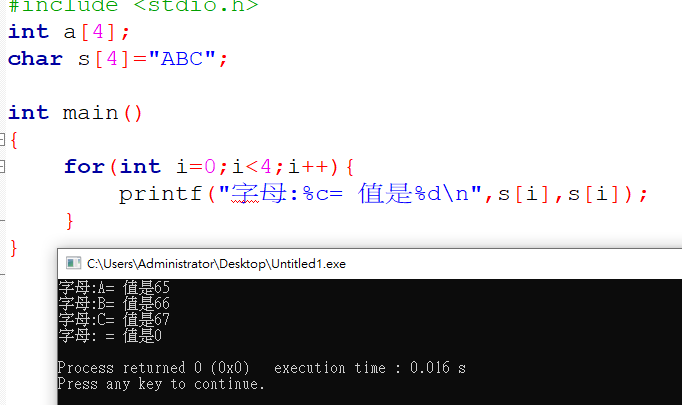 #include <stdio.h>
int a[4];
char s[4]="ABC";
int main()
{
for(int i=0;i<4;i++){
printf("字母:%c= 值是%d\n",s[i],s[i]);
}
}
C:\Users\Administrator\Desktop\Untitled1.exe
字母:A= 值是65
字母:B= 值是66
字母:C= 值是67
字母: = 值是0
Process returned 0 (0x0)   execution time : 0.016 s
Press any key to continue.